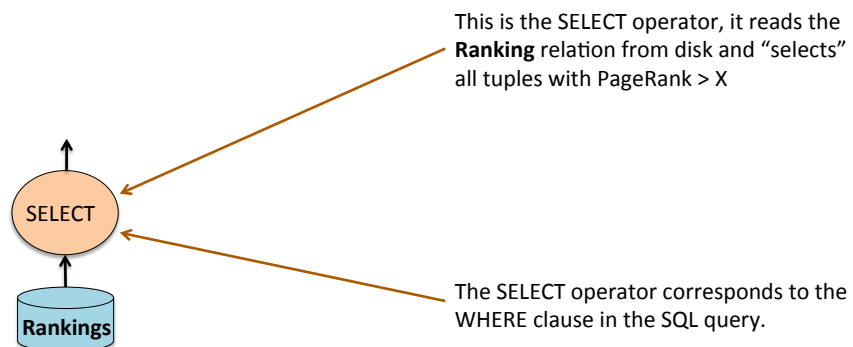 This is the SELECT operator, it reads the
Ranking relation from disk and “selects”
all tuples with PageRank > X
SELECT
The SELECT operator corresponds to the
WHERE clause in the SQL query.
Rankings